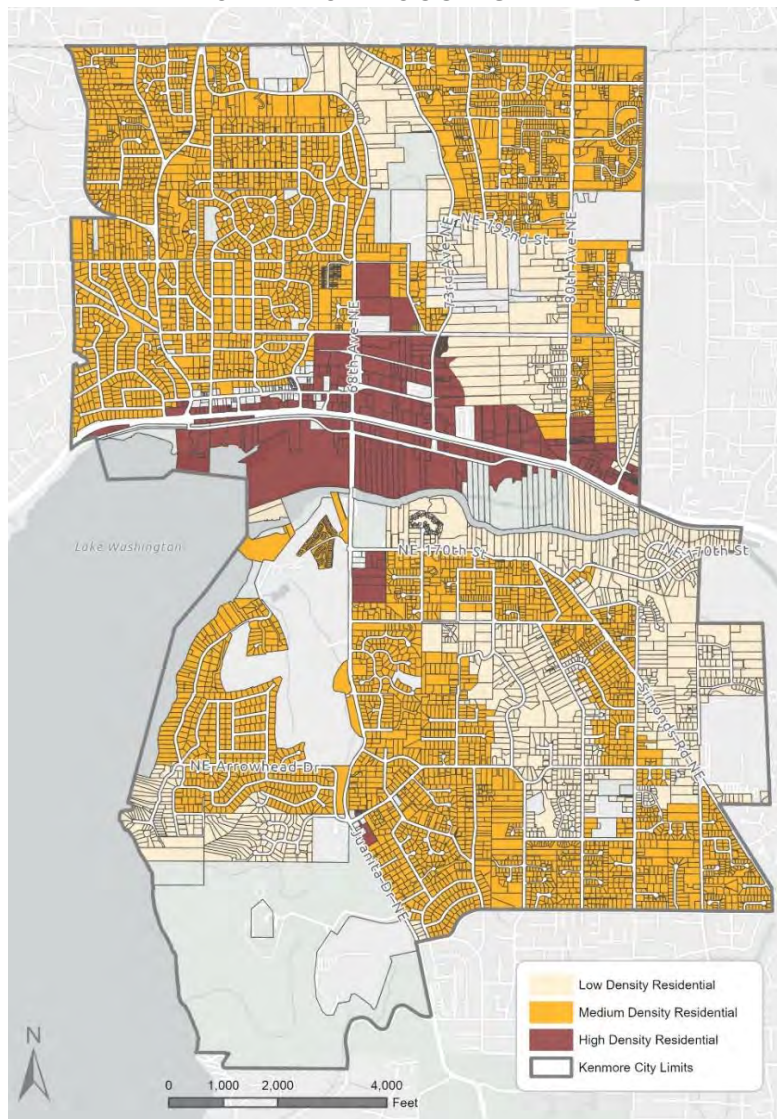 NE 192nd St
73rd Ave NE
80th Ave NE
68th Ave NE
Lake Washington
NE 170th St
NE 170th St
Simonds Rd NE
NE Arrowhead Dr
Juanita Dr NE
Low Density Residential
Medium Density Residential
High Density Residential
Kenmore City Limits
N
0 1,000 2,000 4,000
Feet